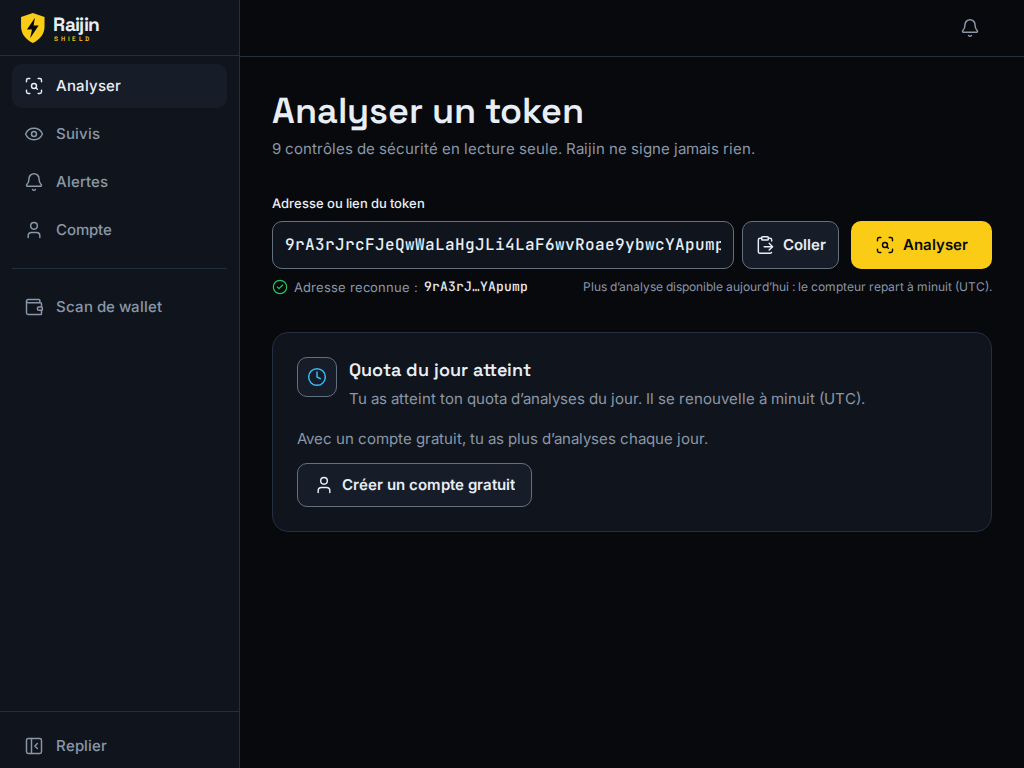 Raijin
SHIELD
Analyser
Suivis
Alertes
Compte
Scan de wallet
Replier
Analyser un token
9 contrôles de sécurité en lecture seule. Raijin ne signe jamais rien.
Adresse ou lien du token
9rA3rJrcFJeQwWaLaHgJLi4LaF6wvRoae9ybwcYApump
Coller
Analyser
Adresse reconnue : 9rA3rJ…YApump
Plus d’analyse disponible aujourd’hui : le compteur repart à minuit (UTC).
Quota du jour atteint
Tu as atteint ton quota d’analyses du jour. Il se renouvelle à minuit (UTC).
Avec un compte gratuit, tu as plus d’analyses chaque jour.
Créer un compte gratuit